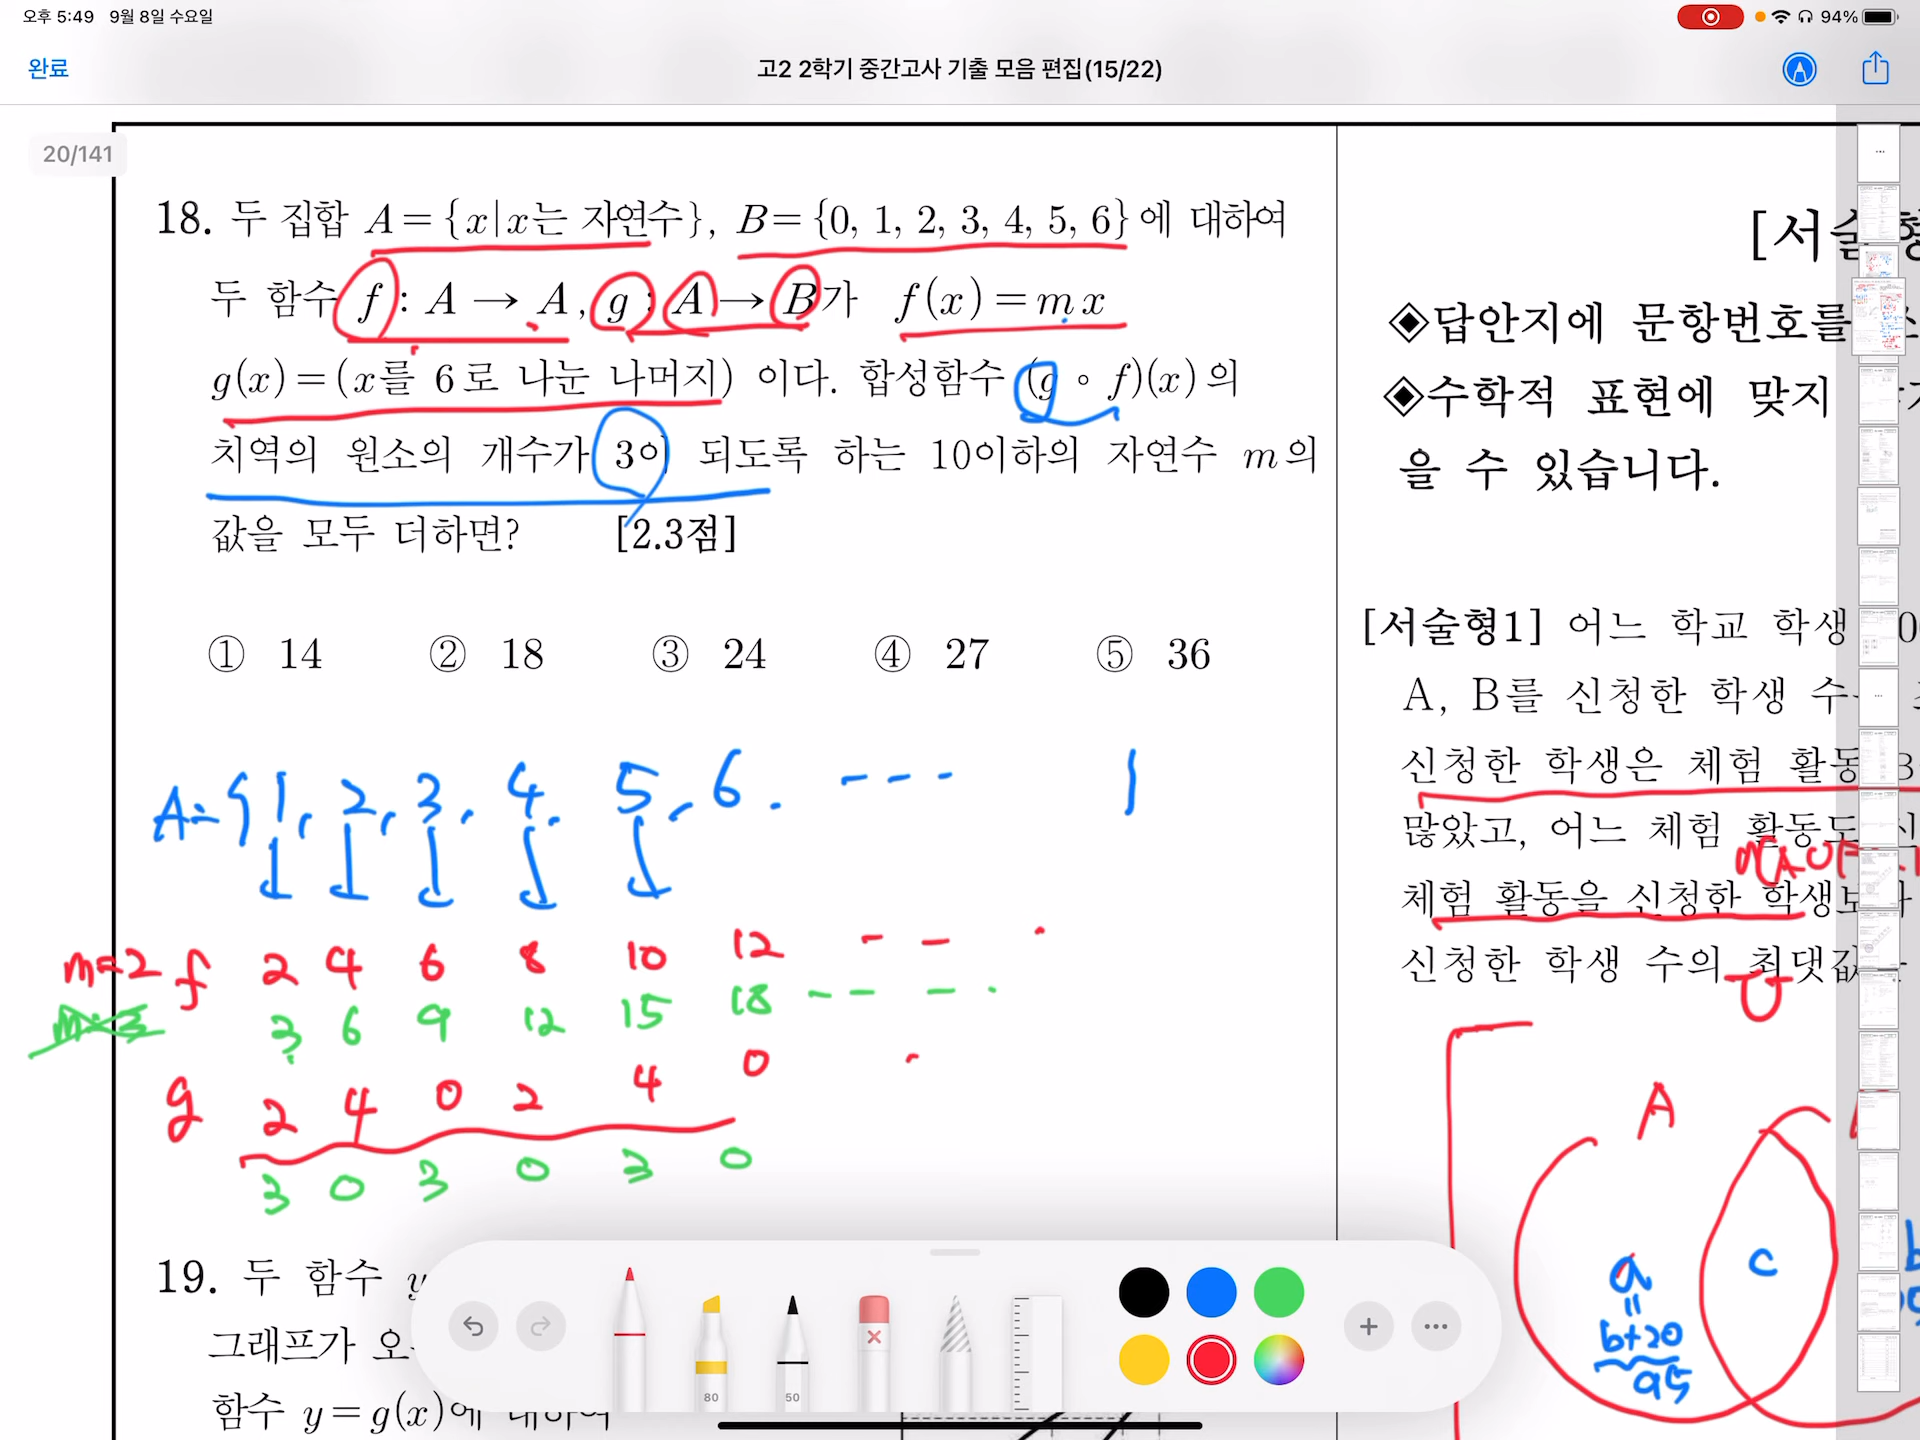 오후 5:49 9월 8일 수요일
94%
완료
고2 2학기 중간고사 기출 모음 편집(15/22)
20/141
18. 두 집합 A={x|x는 자연수}, B={0, 1, 2, 3, 4, 5, 6}에 대하여
두 함수 f : A → A, g : A → B가 f(x)=mx
g(x)=(x를 6로 나눈 나머지) 이다. 합성함수 (g∘f)(x)의
치역의 원소의 개수가 3이 되도록 하는 10이하의 자연수 m의
값을 모두 더하면? [2.3점]
① 14 ② 18 ③ 24 ④ 27 ⑤ 36
A={1, 2, 3, 4, 5, 6. --- }
m=2 f 2 4 6 8 10 12 -- ·
m=3 3 6 9 12 15 18 ----
g 2 4 0 2 4 0 ·
3 0 3 0 3 0
19. 두 함수 y
그래프가 오
함수 y=g(x)에 대하여
80
50
[서술형
◈답안지에 문항번호를
◈수학적 표현에 맞지
을 수 있습니다.
[서술형1] 어느 학교 학생
A, B를 신청한 학생 수
신청한 학생은 체험 활동
많았고, 어느 체험 활동도
체험 활동을 신청한 학생보다
신청한 학생 수의 최댓값
U
A
a
=
b+20
95
c
b